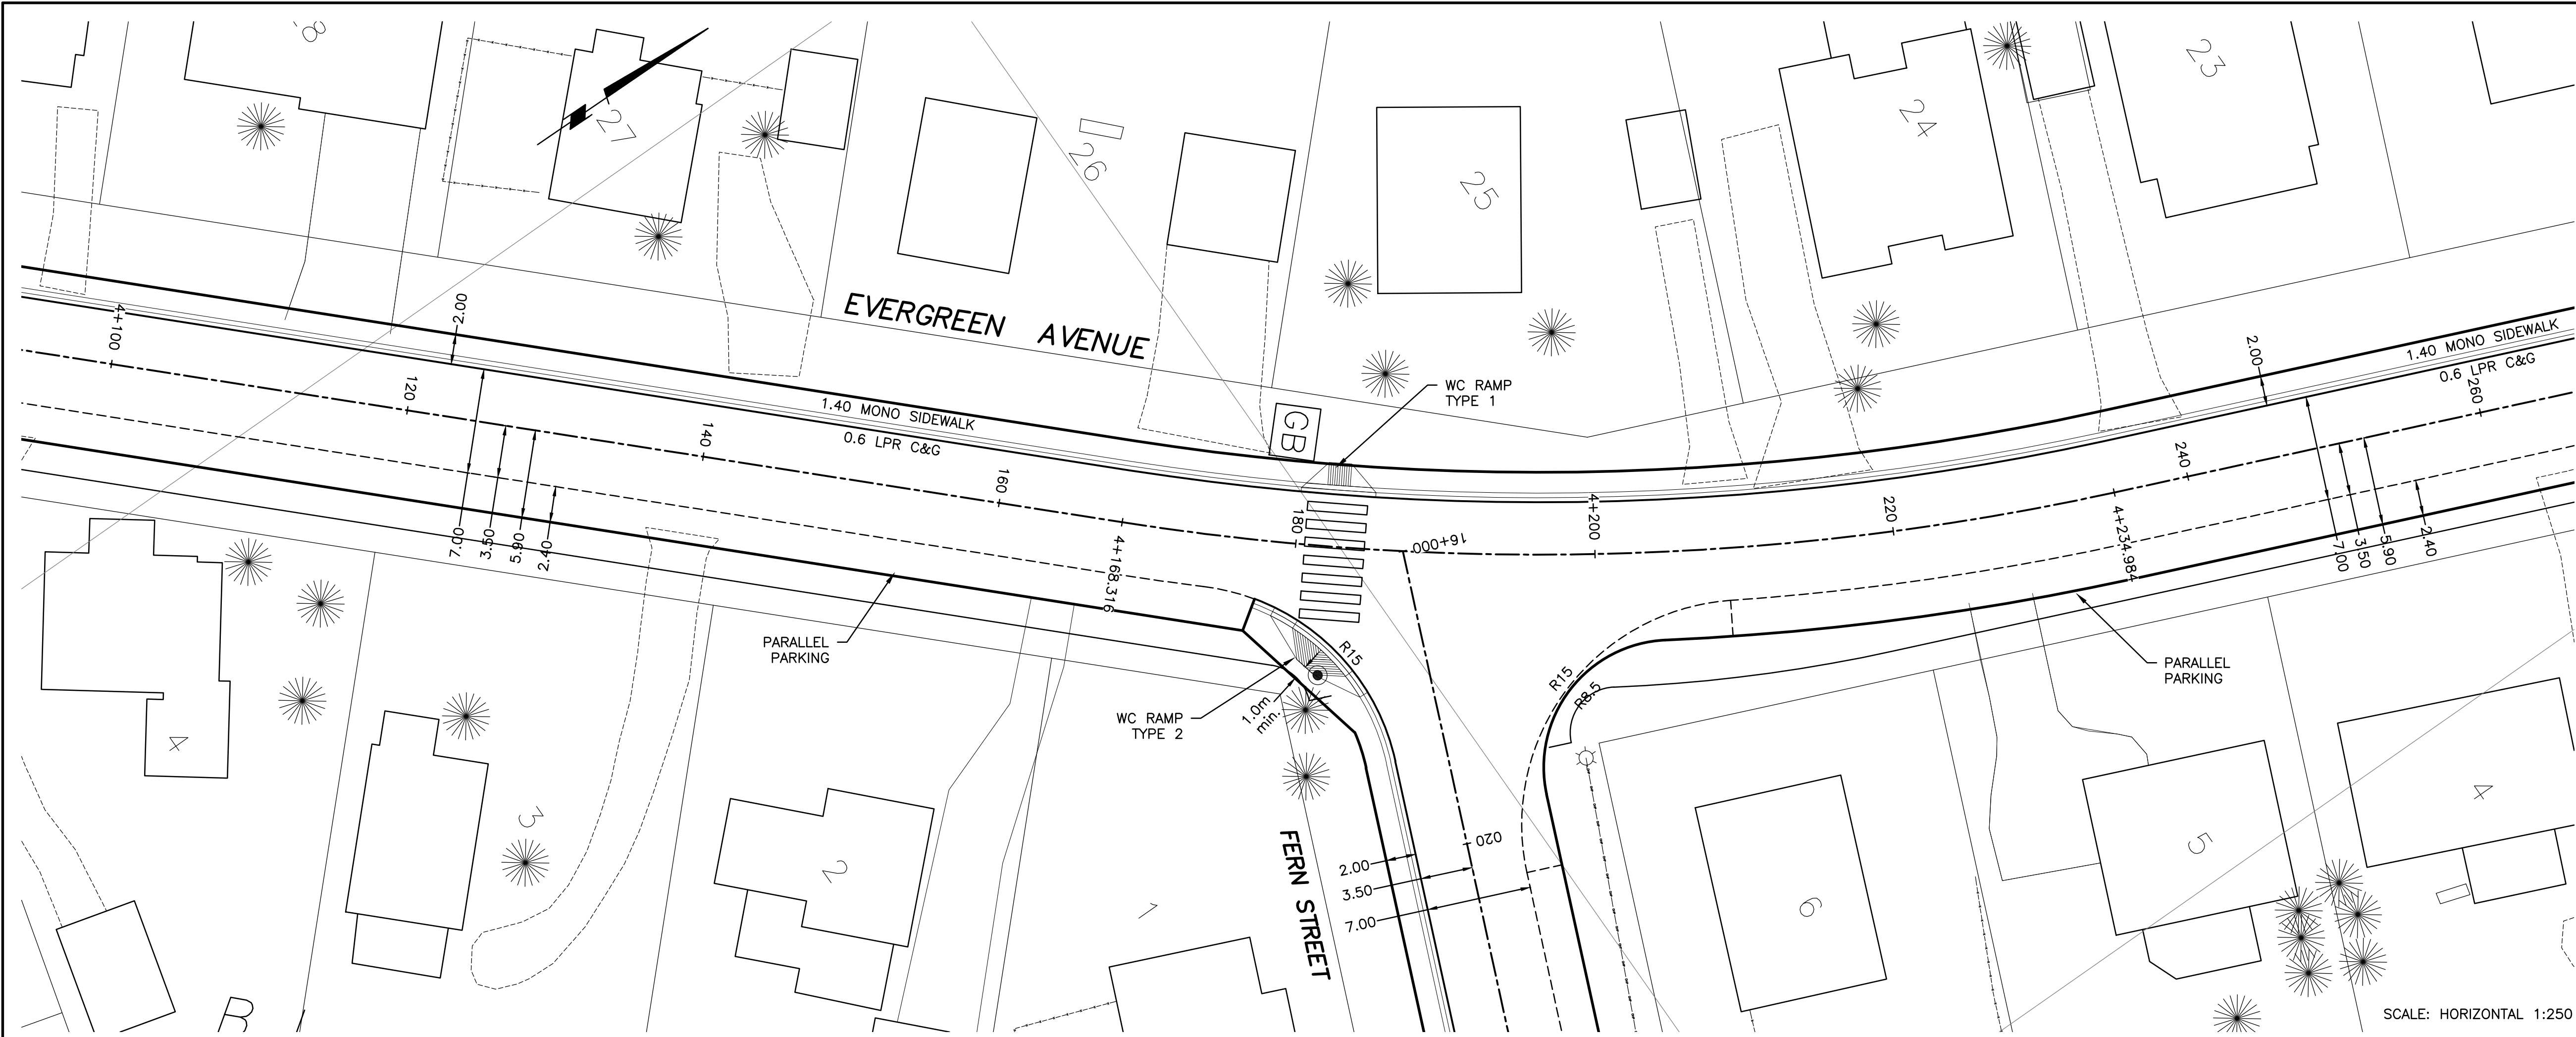 8
27
26
25
24
23
4+100
120
140
160
180
4+200
220
240
260
2.00
EVERGREEN AVENUE
1.40 MONO SIDEWALK
0.6 LPR C&G
GB
WC RAMP
TYPE 1
2.00
1.40 MONO SIDEWALK
0.6 LPR C&G
7.00
3.50
5.90
2.40
4+168.316
16+000
4+234.984
7.00
3.50
5.90
2.40
PARALLEL
PARKING
R15
WC RAMP
TYPE 2
1.0m
min.
R15
R8.5
PARALLEL
PARKING
4
3
2
1
FERN STREET
020
2.00
3.50
7.00
6
5
4
B
SCALE: HORIZONTAL 1:250